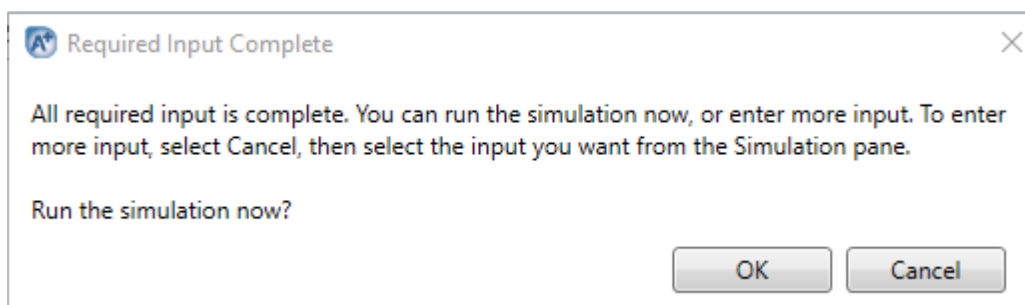 Required Input Complete
All required input is complete. You can run the simulation now, or enter more input. To enter
more input, select Cancel, then select the input you want from the Simulation pane.
Run the simulation now?
OK
Cancel